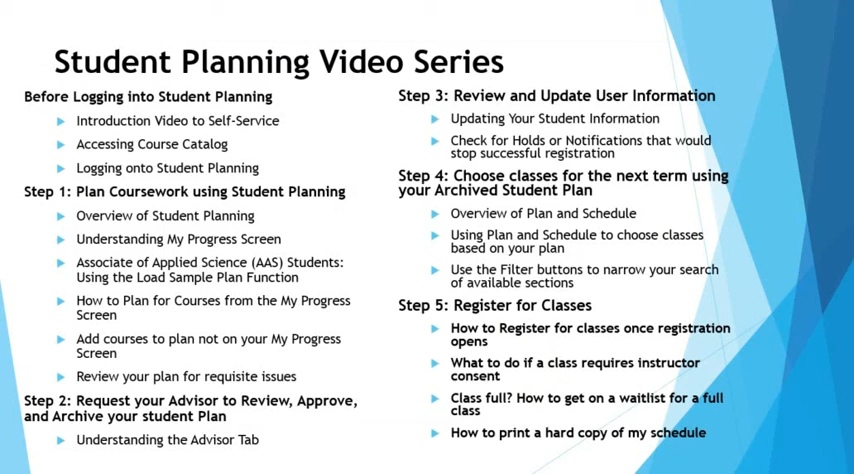 Student Planning Video Series
Before Logging into Student Planning
Introduction Video to Self-Service
Accessing Course Catalog
Logging onto Student Planning
Step 1: Plan Coursework using Student Planning
Overview of Student Planning
Understanding My Progress Screen
Associate of Applied Science (AAS) Students:
Using the Load Sample Plan Function
How to Plan for Courses from the My Progress
Screen
Add courses to plan not on your My Progress
Screen
Review your plan for requisite issues
Step 2: Request your Advisor to Review, Approve,
and Archive your student Plan
Understanding the Advisor Tab
Step 3: Review and Update User Information
Updating Your Student Information
Check for Holds or Notifications that would
stop successful registration
Step 4: Choose classes for the next term using
your Archived Student Plan
Overview of Plan and Schedule
Using Plan and Schedule to choose classes
based on your plan
Use the Filter buttons to narrow your search
of available sections
Step 5: Register for Classes
How to Register for classes once registration
opens
What to do if a class requires instructor
consent
Class full? How to get on a waitlist for a full
class
How to print a hard copy of my schedule